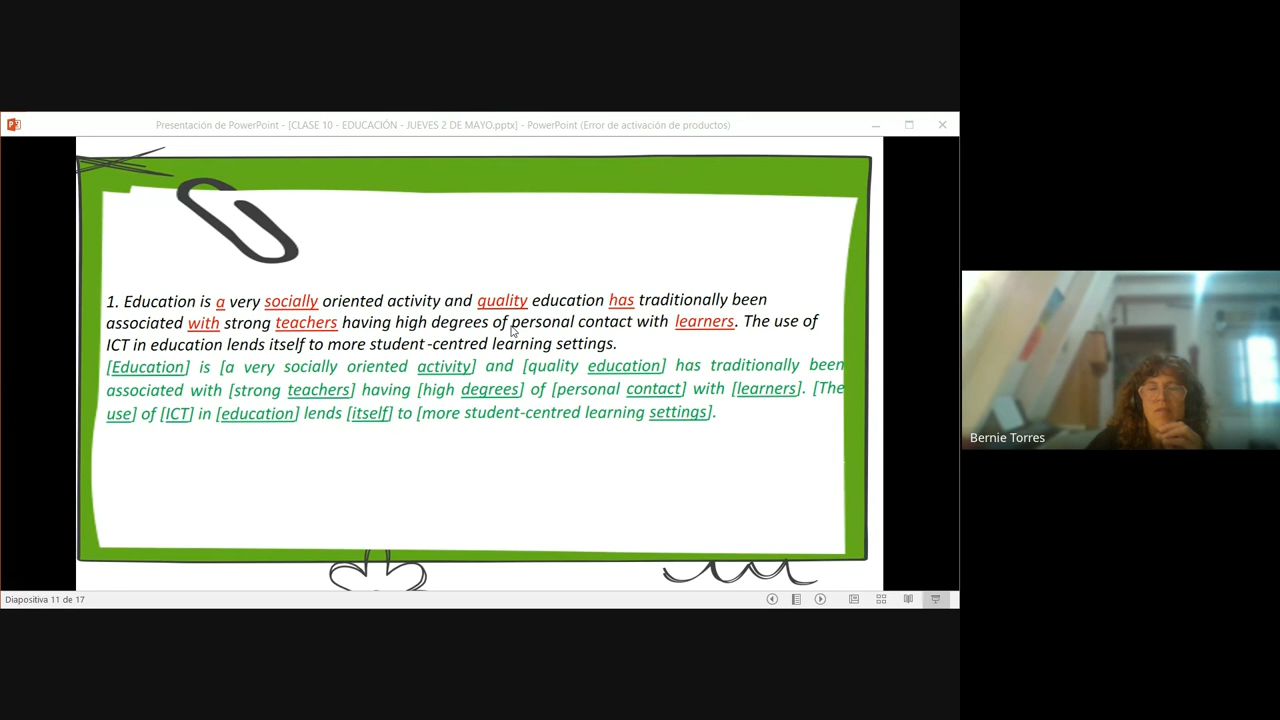 Presentación de PowerPoint - [CLASE 10 - EDUCACIÓN - JUEVES 2 DE MAYO.pptx] - PowerPoint (Error de activación de productos)
1. Education is a very socially oriented activity and quality education has traditionally been
associated with strong teachers having high degrees of personal contact with learners. The use of
ICT in education lends itself to more student-centred learning settings.
[Education] is [a very socially oriented activity] and [quality education] has traditionally been
associated with [strong teachers] having [high degrees] of [personal contact] with [learners]. [The
use] of [ICT] in [education] lends [itself] to [more student-centred learning settings].
Bernie Torres
Diapositiva 11 de 17